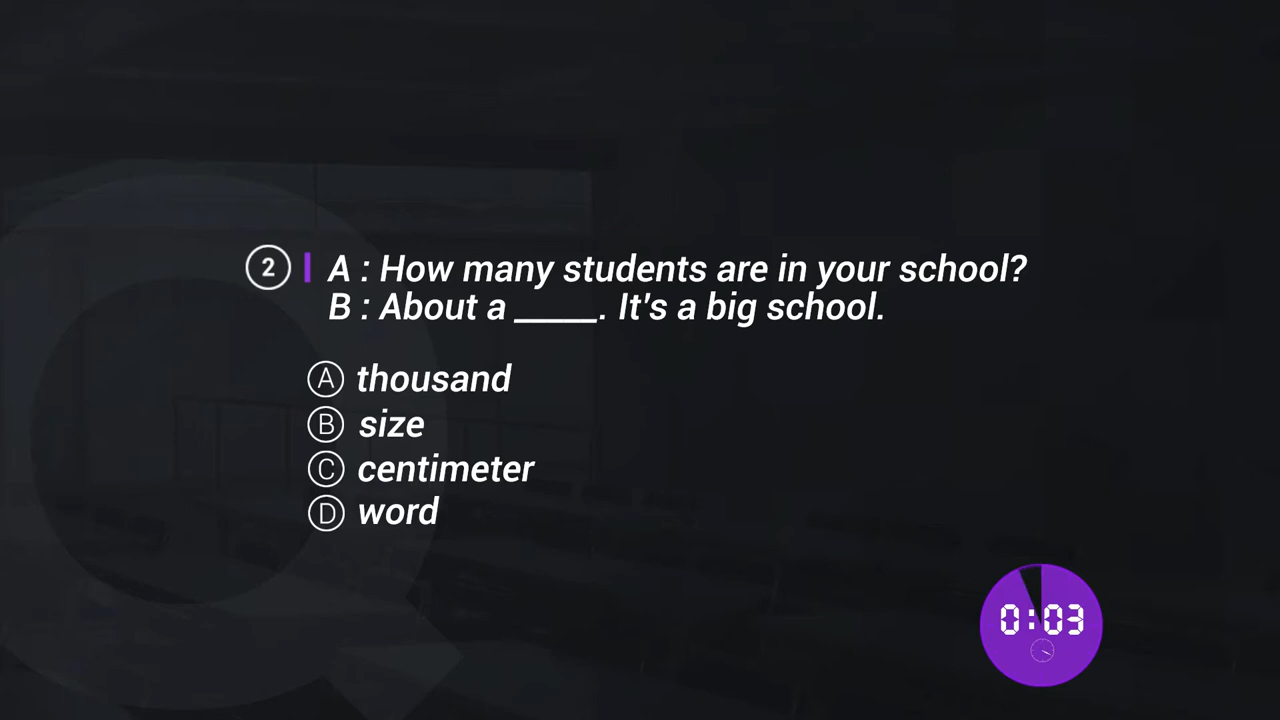 2 A : How many students are in your school?
B : About a _____. It's a big school.
A thousand
B size
C centimeter
D word
0:03